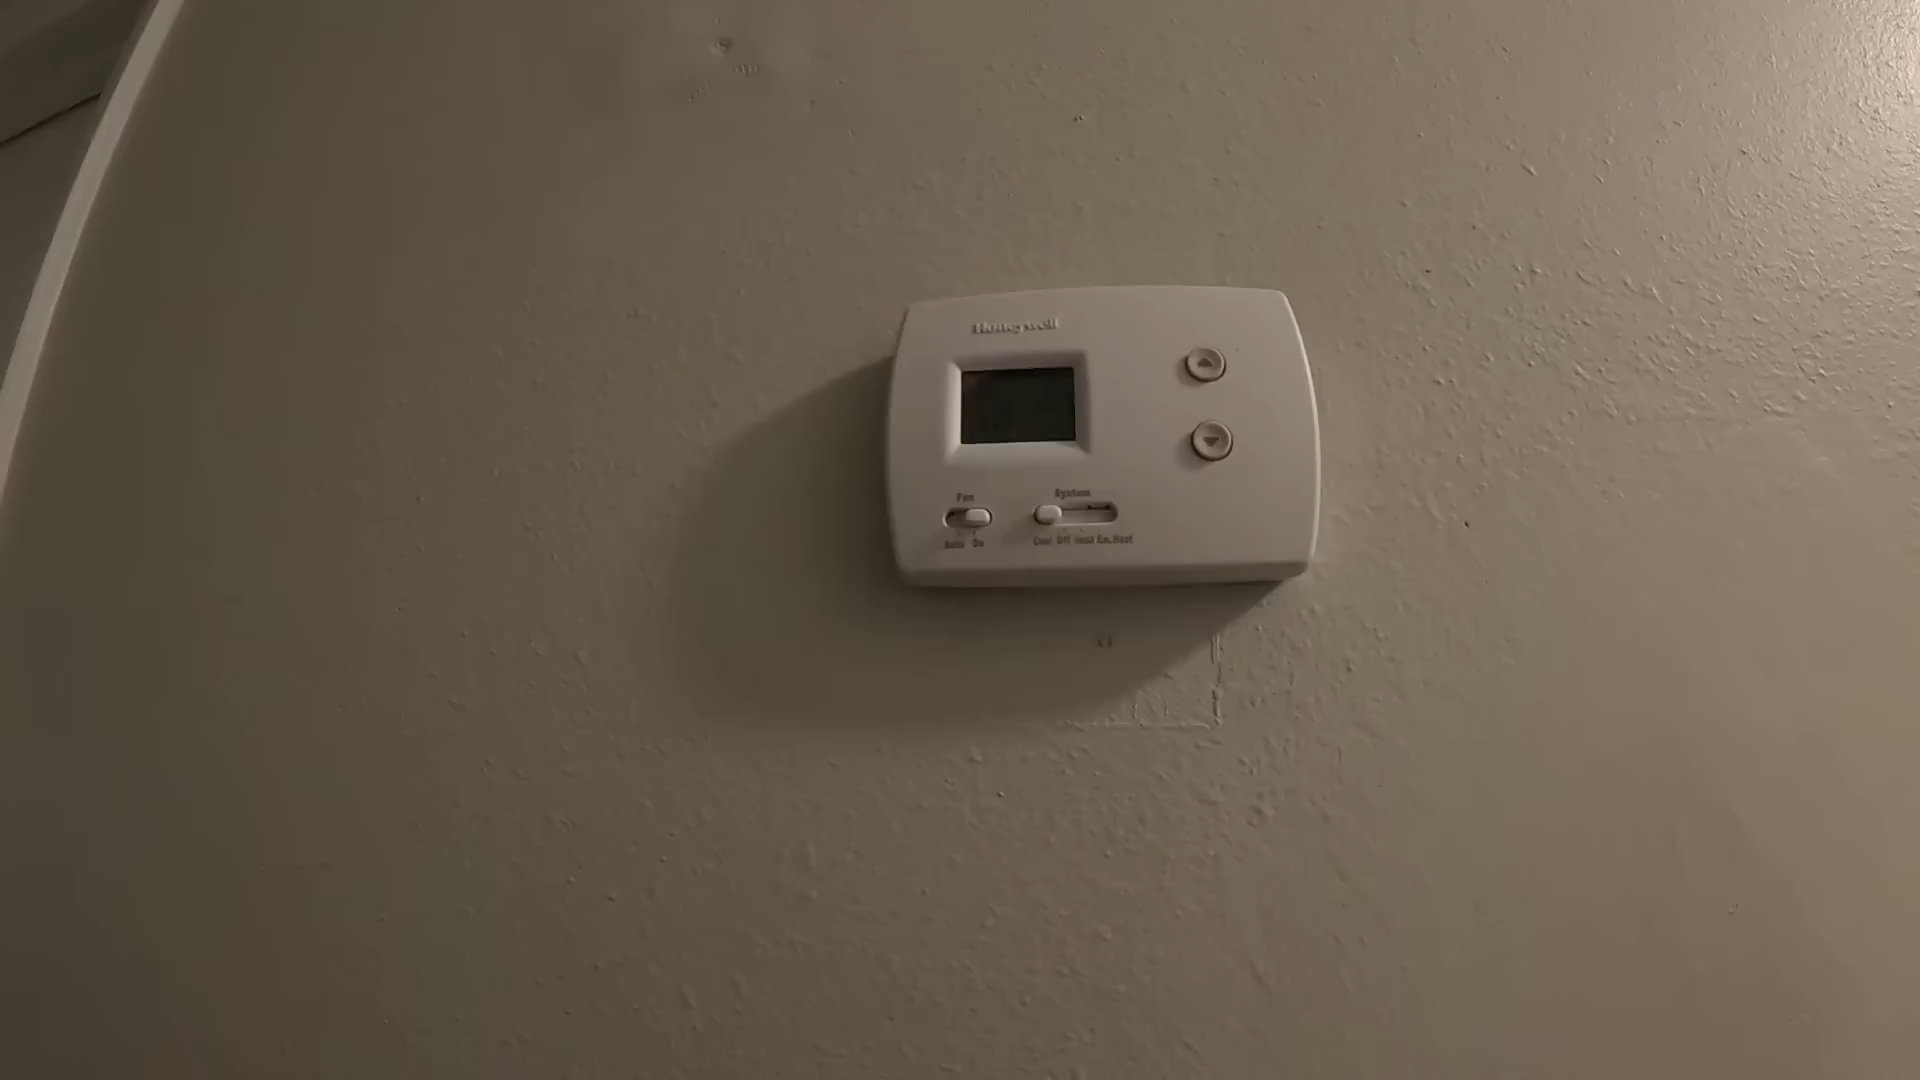 Honeywell
Fan
System
Auto On
Cool Off Heat Em. Heat